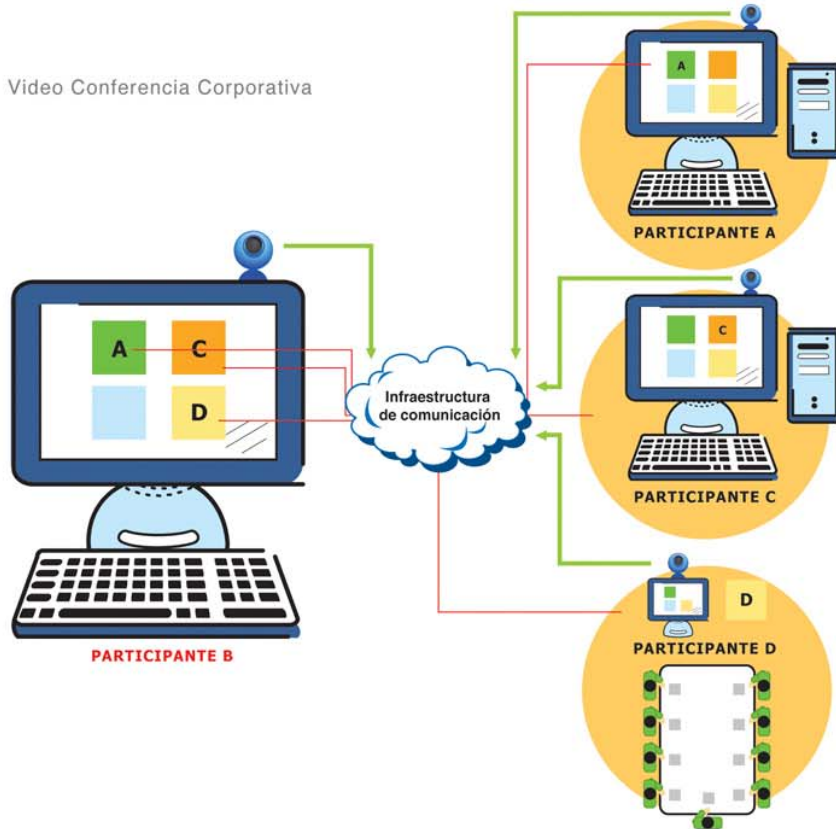 Video Conferencia Corporativa
A
PARTICIPANTE A
A
C
D
PARTICIPANTE B
Infraestructura
de comunicación
C
PARTICIPANTE C
D
PARTICIPANTE D